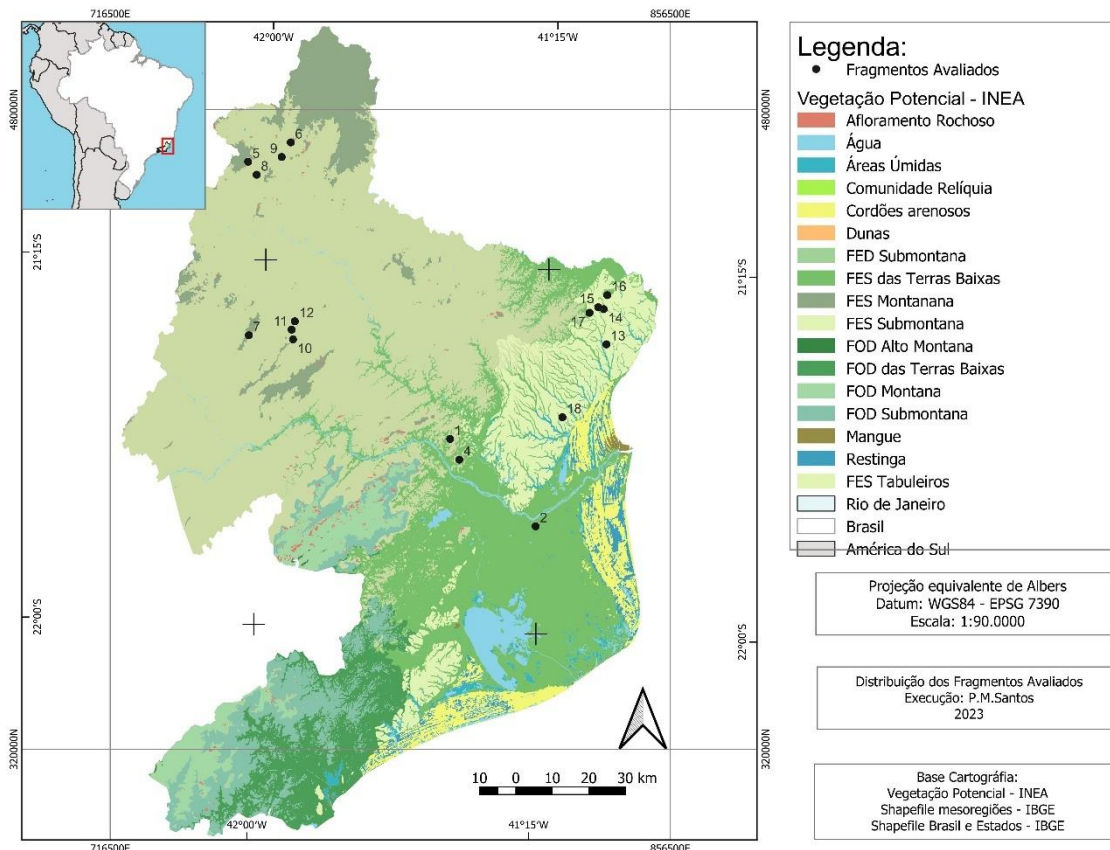 716500E
856500E
42°00'W
41°15'W
480000N
480000N
21°15'S
21°15'S
6
9
5
8
16
15
14
17
12
11
7
10
13
18
1
4
2
22°00'S
22°00'S
320000N
320000N
10 0 10 20 30 km
42°00'W
41°15'W
716500E
856500E
Legenda:
Fragmentos Avaliados
Vegetação Potencial - INEA
Afloramento Rochoso
Água
Áreas Úmidas
Comunidade Relíquia
Cordões arenosos
Dunas
FED Submontana
FES das Terras Baixas
FES Montanana
FES Submontana
FOD Alto Montana
FOD das Terras Baixas
FOD Montana
FOD Submontana
Mangue
Restinga
FES Tabuleiros
Rio de Janeiro
Brasil
América do Sul
Projeção equivalente de Albers
Datum: WGS84 - EPSG 7390
Escala: 1:90.0000
Distribuição dos Fragmentos Avaliados
Execução: P.M.Santos
2023
Base Cartográfia:
Vegetação Potencial - INEA
Shapefile mesoregiões - IBGE
Shapefile Brasil e Estados - IBGE